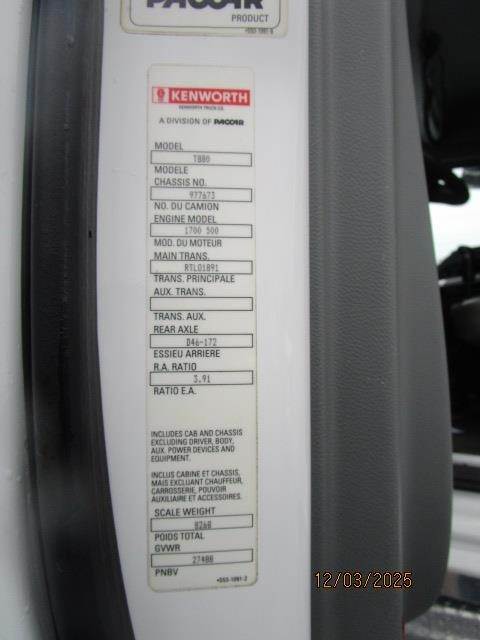 PACCAR
PRODUCT
KENWORTH
KENWORTH TRUCK CO.
A DIVISION OF PACCAR
MODEL
T880
MODELE
CHASSIS NO.
977673
NO. DU CAMION
ENGINE MODEL
1700 500
MOD. DU MOTEUR
MAIN TRANS.
RTLO1891
TRANS. PRINCIPALE
AUX. TRANS.
TRANS. AUX.
REAR AXLE
D46-172
ESSIEU ARRIERE
R.A. RATIO
3.91
RATIO E.A.
INCLUDES CAB AND CHASSIS
EXCLUDING DRIVER, BODY,
AUX. POWER DEVICES AND
EQUIPMENT.
INCLUS CABINE ET CHASSIS,
MAIS EXCLUANT CHAUFFEUR,
CARROSSERIE, POUVOIR
AUXILIAIRE ET ACCESSOIRES.
SCALE WEIGHT
8268
POIDS TOTAL
GVWR
27488
PNBV
12/03/2025